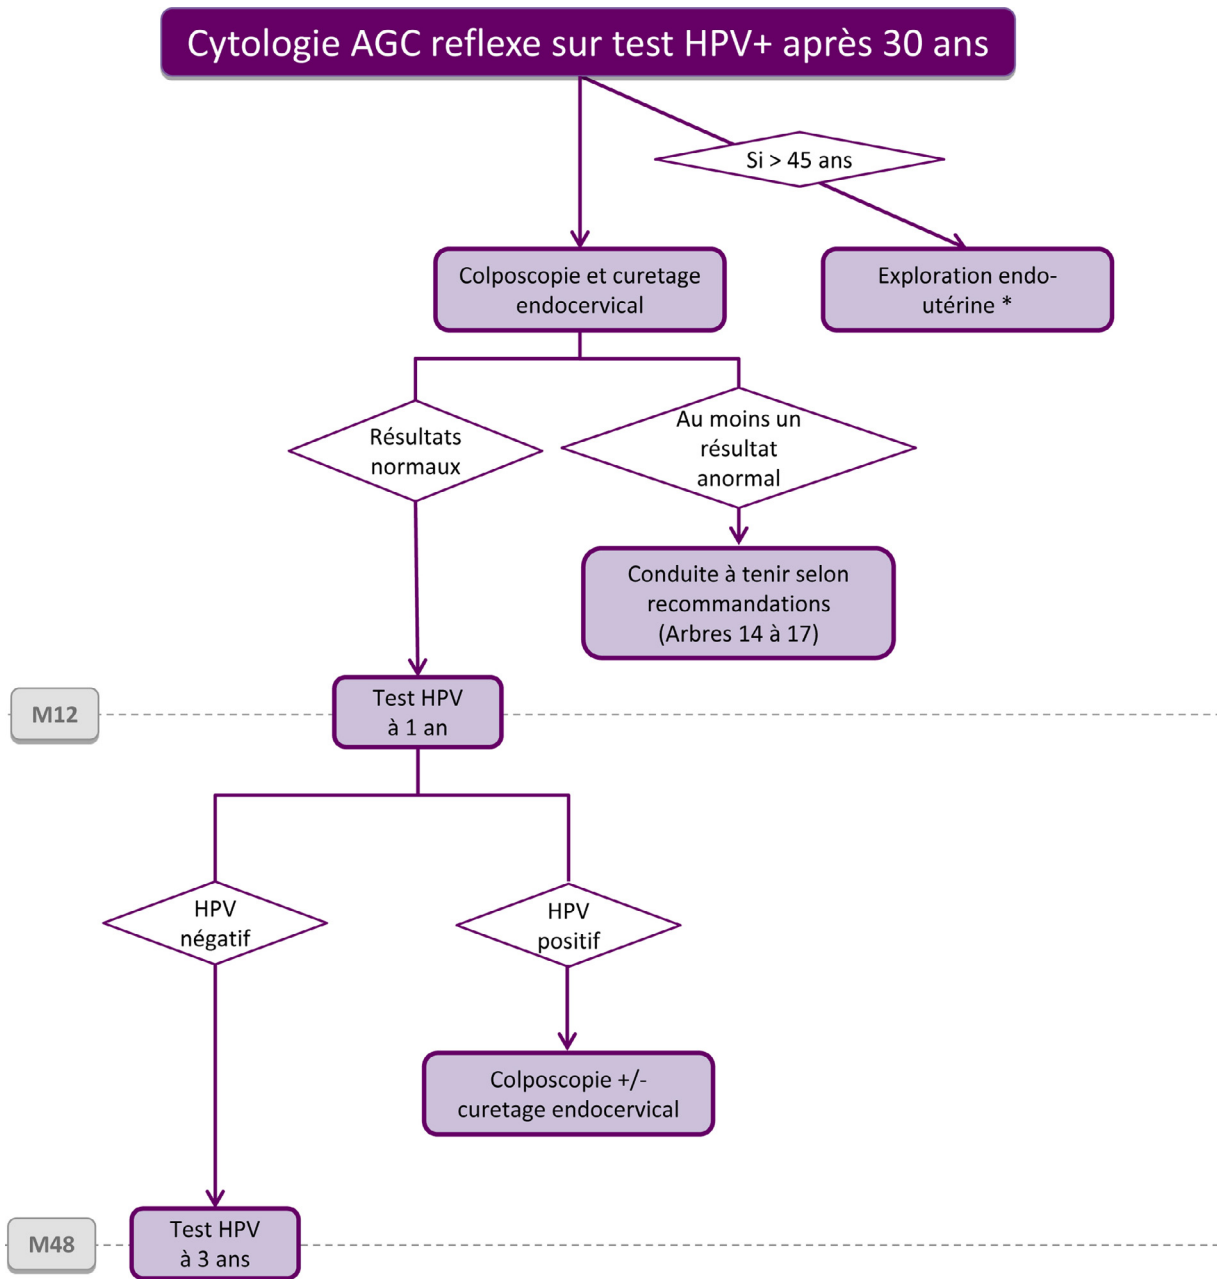 Cytologie AGC reflexe sur test HPV+ après 30 ans
Si > 45 ans
Colposcopie et curetage
endocervical
Exploration endo-
utérine *
Résultats
normaux
Au moins un
résultat
anormal
Conduite à tenir selon
recommandations
(Arbres 14 à 17)
M12
Test HPV
à 1 an
HPV
négatif
HPV
positif
Colposcopie +/-
curetage endocervical
M48
Test HPV
à 3 ans